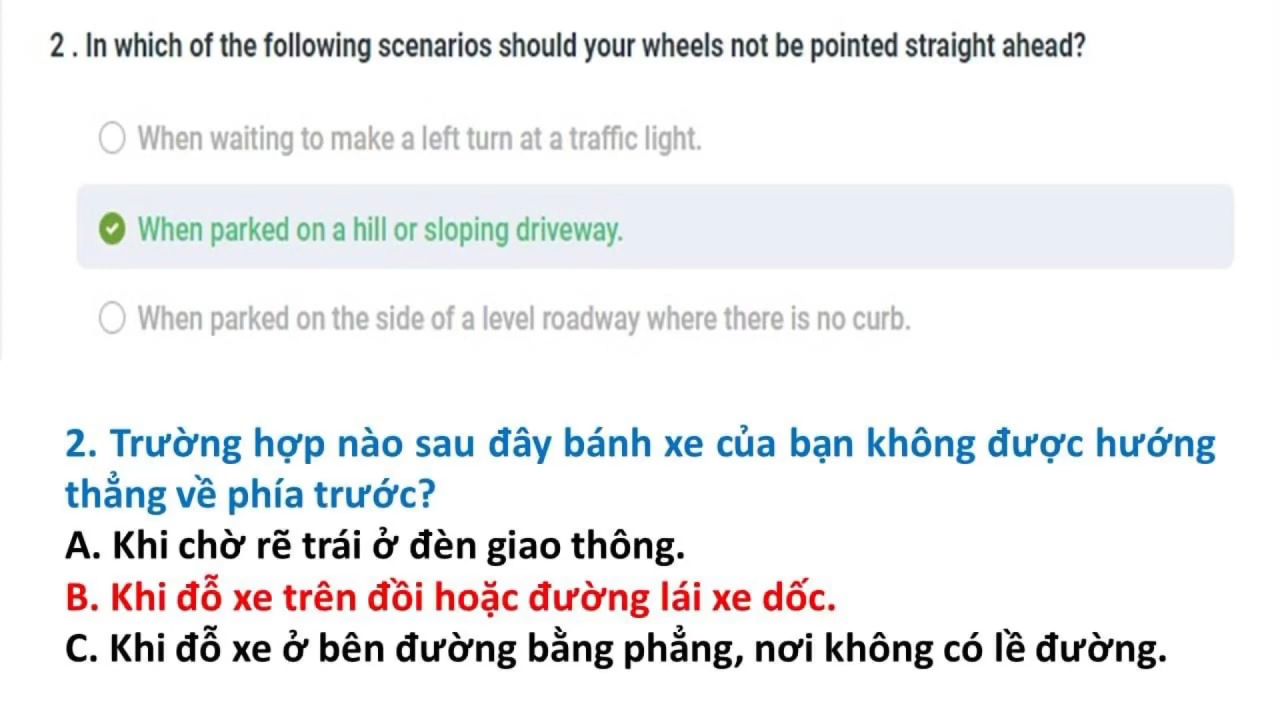 2 . In which of the following scenarios should your wheels not be pointed straight ahead?
When waiting to make a left turn at a traffic light.
When parked on a hill or sloping driveway.
When parked on the side of a level roadway where there is no curb.
2. Trường hợp nào sau đây bánh xe của bạn không được hướng
thẳng về phía trước?
A. Khi chờ rẽ trái ở đèn giao thông.
B. Khi đỗ xe trên đồi hoặc đường lái xe dốc.
C. Khi đỗ xe ở bên đường bằng phẳng, nơi không có lề đường.